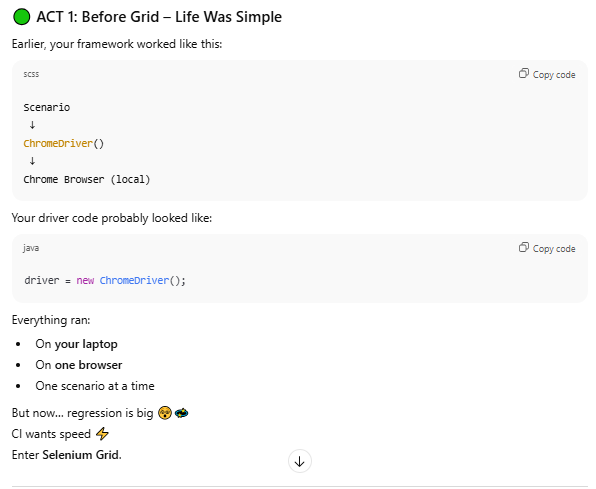 🟢 ACT 1: Before Grid – Life Was Simple
Earlier, your framework worked like this:
scss
Copy code
Scenario
↓
ChromeDriver()
↓
Chrome Browser (local)
Your driver code probably looked like:
java
Copy code
driver = new ChromeDriver();
Everything ran:
• On your laptop
• On one browser
• One scenario at a time
But now... regression is big 😵
CI wants speed ⚡
Enter Selenium Grid.